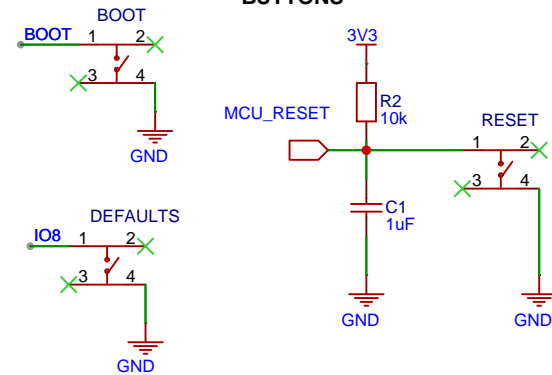 BUTTONS
BOOT
BOOT
1
2
3
4
GND
DEFAULTS
IO8
1
2
3
4
GND
3V3
R2
10k
MCU_RESET
C1
1uF
GND
RESET
1
2
3
4
GND